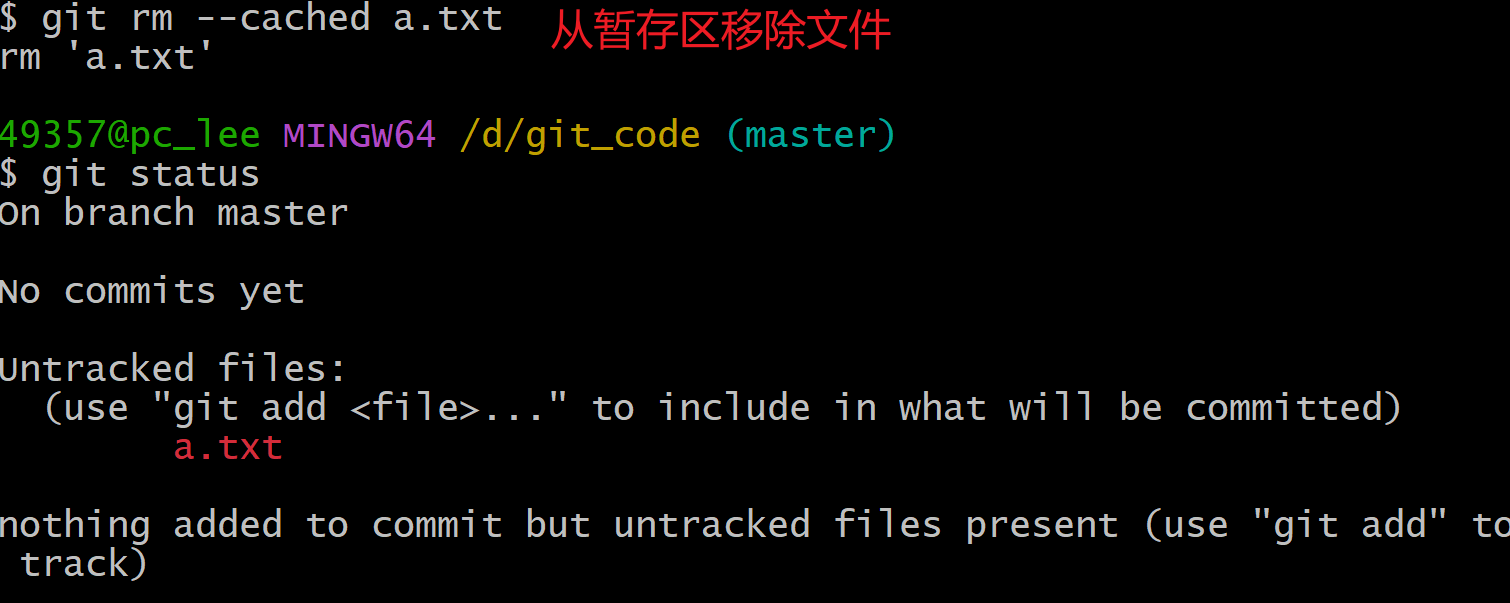 $ git rm --cached a.txt
从暂存区移除文件
rm 'a.txt'
49357@pc_lee MINGW64 /d/git_code (master)
$ git status
On branch master
No commits yet
Untracked files:
(use "git add <file>..." to include in what will be committed)
a.txt
nothing added to commit but untracked files present (use "git add" to
track)